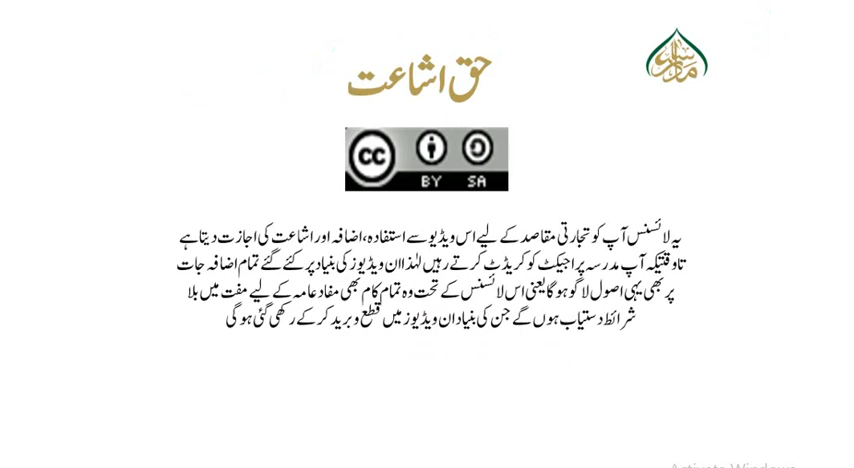 حق اشاعت
مدرسہ
cc BY SA
یہ لائسنس آپ کو تجارتی مقاصد کے لیے اس ویڈیو سے استفادہ، اضافہ اور اشاعت کی اجازت دیتا ہے
تاوقتیکہ آپ مدرسہ پراجیکٹ کو کریڈٹ کرتے رہیں لہٰذا ان ویڈیوز کی بنیاد پر کئے گئے تمام اضافہ جات
پر بھی یہی اصول لاگو ہوگا یعنی اس لائسنس کے تحت وہ تمام کام بھی مفاد عامہ کے لیے مفت میں بلا
شرائط دستیاب ہوں گے جن کی بنیاد ان ویڈیوز میں قطع و برید کر کے رکھی گئی ہوگی
Activate Windows